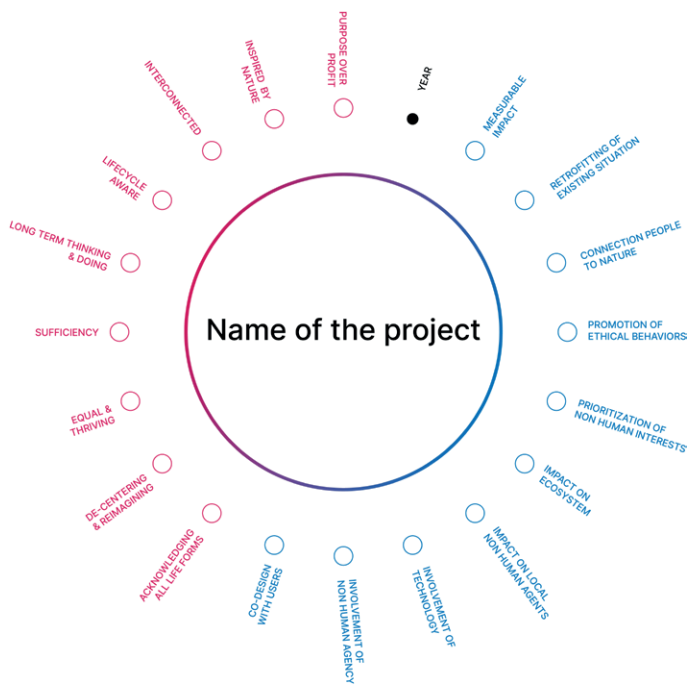 PURPOSE OVER
PROFIT
YEAR
MEASURABLE
IMPACT
RETROFITTING OF
EXISTING SITUATION
CONNECTION PEOPLE
TO NATURE
PROMOTION OF
ETHICAL BEHAVIORS
PRIORITIZATION OF
NON HUMAN INTERESTS
IMPACT ON
ECOSYSTEM
IMPACT ON LOCAL
NON HUMAN AGENTS
INVOLVEMENT OF
TECHNOLOGY
INVOLVEMENT OF
NON HUMAN AGENCY
CO-DESIGN
WITH USERS
ACKNOWLEDGING
ALL LIFE FORMS
DE-CENTERING
& REIMAGINING
EQUAL &
THRIVING
SUFFICIENCY
LONG TERM THINKING
& DOING
LIFECYCLE
AWARE
INTERCONNECTED
INSPIRED BY
NATURE
Name of the project